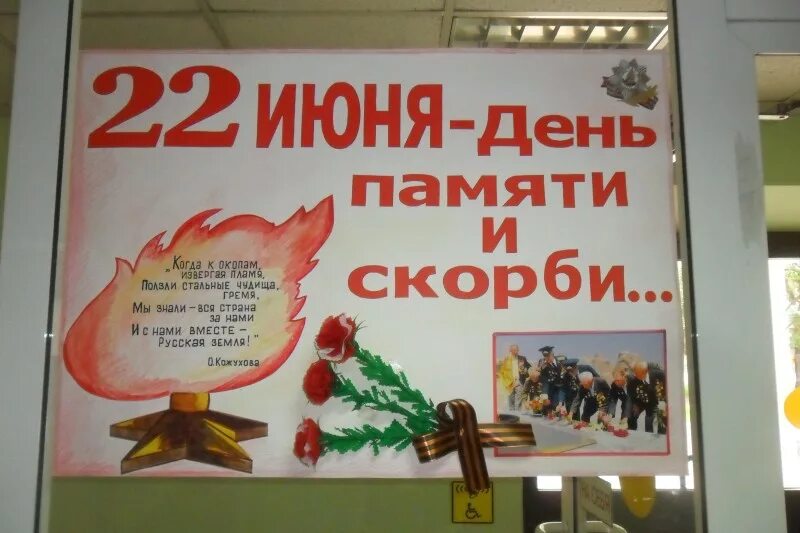 22 ИЮНЯ-День
памяти
и
скорби...
„Когда к окопам,
извергая пламя,
Ползли стальные чудища,
гремя,
Мы знали-вся страна
за нами
И с нами вместе-
Русская земля!"
О.Кожухова